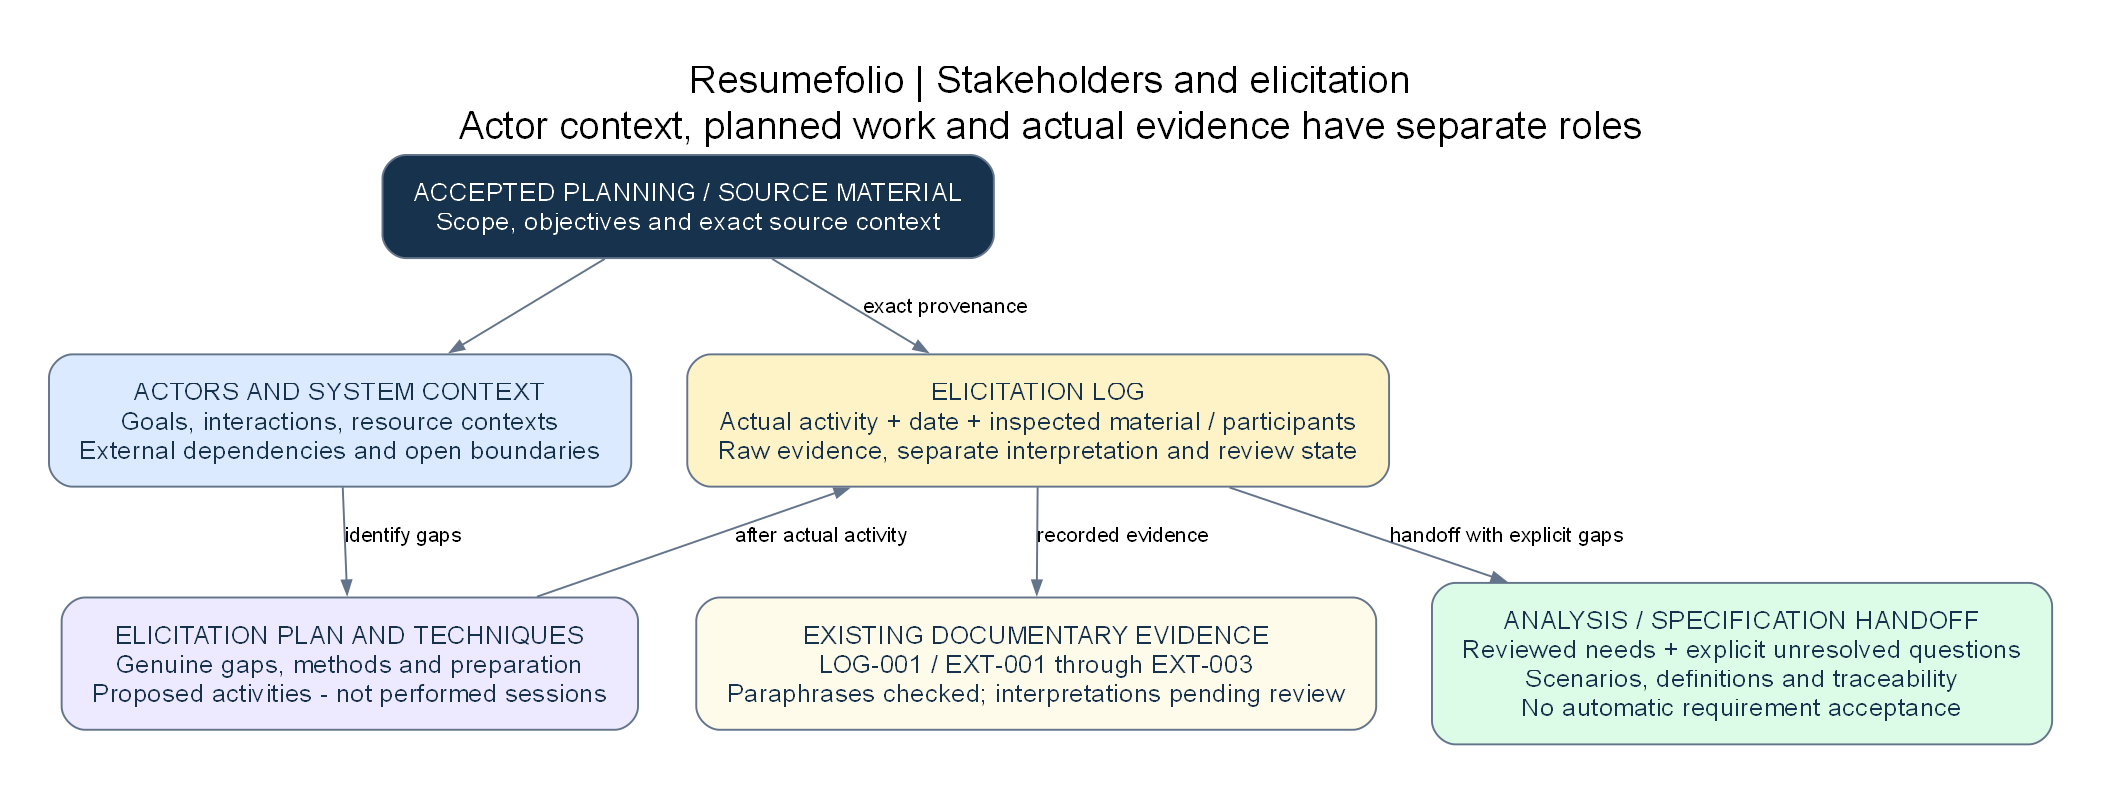 Resumefolio | Stakeholders and elicitation
Actor context, planned work and actual evidence have separate roles
ACCEPTED PLANNING / SOURCE MATERIAL
Scope, objectives and exact source context
exact provenance
ACTORS AND SYSTEM CONTEXT
Goals, interactions, resource contexts
External dependencies and open boundaries
ELICITATION LOG
Actual activity + date + inspected material / participants
Raw evidence, separate interpretation and review state
identify gaps
after actual activity
recorded evidence
handoff with explicit gaps
ELICITATION PLAN AND TECHNIQUES
Genuine gaps, methods and preparation
Proposed activities - not performed sessions
EXISTING DOCUMENTARY EVIDENCE
LOG-001 / EXT-001 through EXT-003
Paraphrases checked; interpretations pending review
ANALYSIS / SPECIFICATION HANDOFF
Reviewed needs + explicit unresolved questions
Scenarios, definitions and traceability
No automatic requirement acceptance